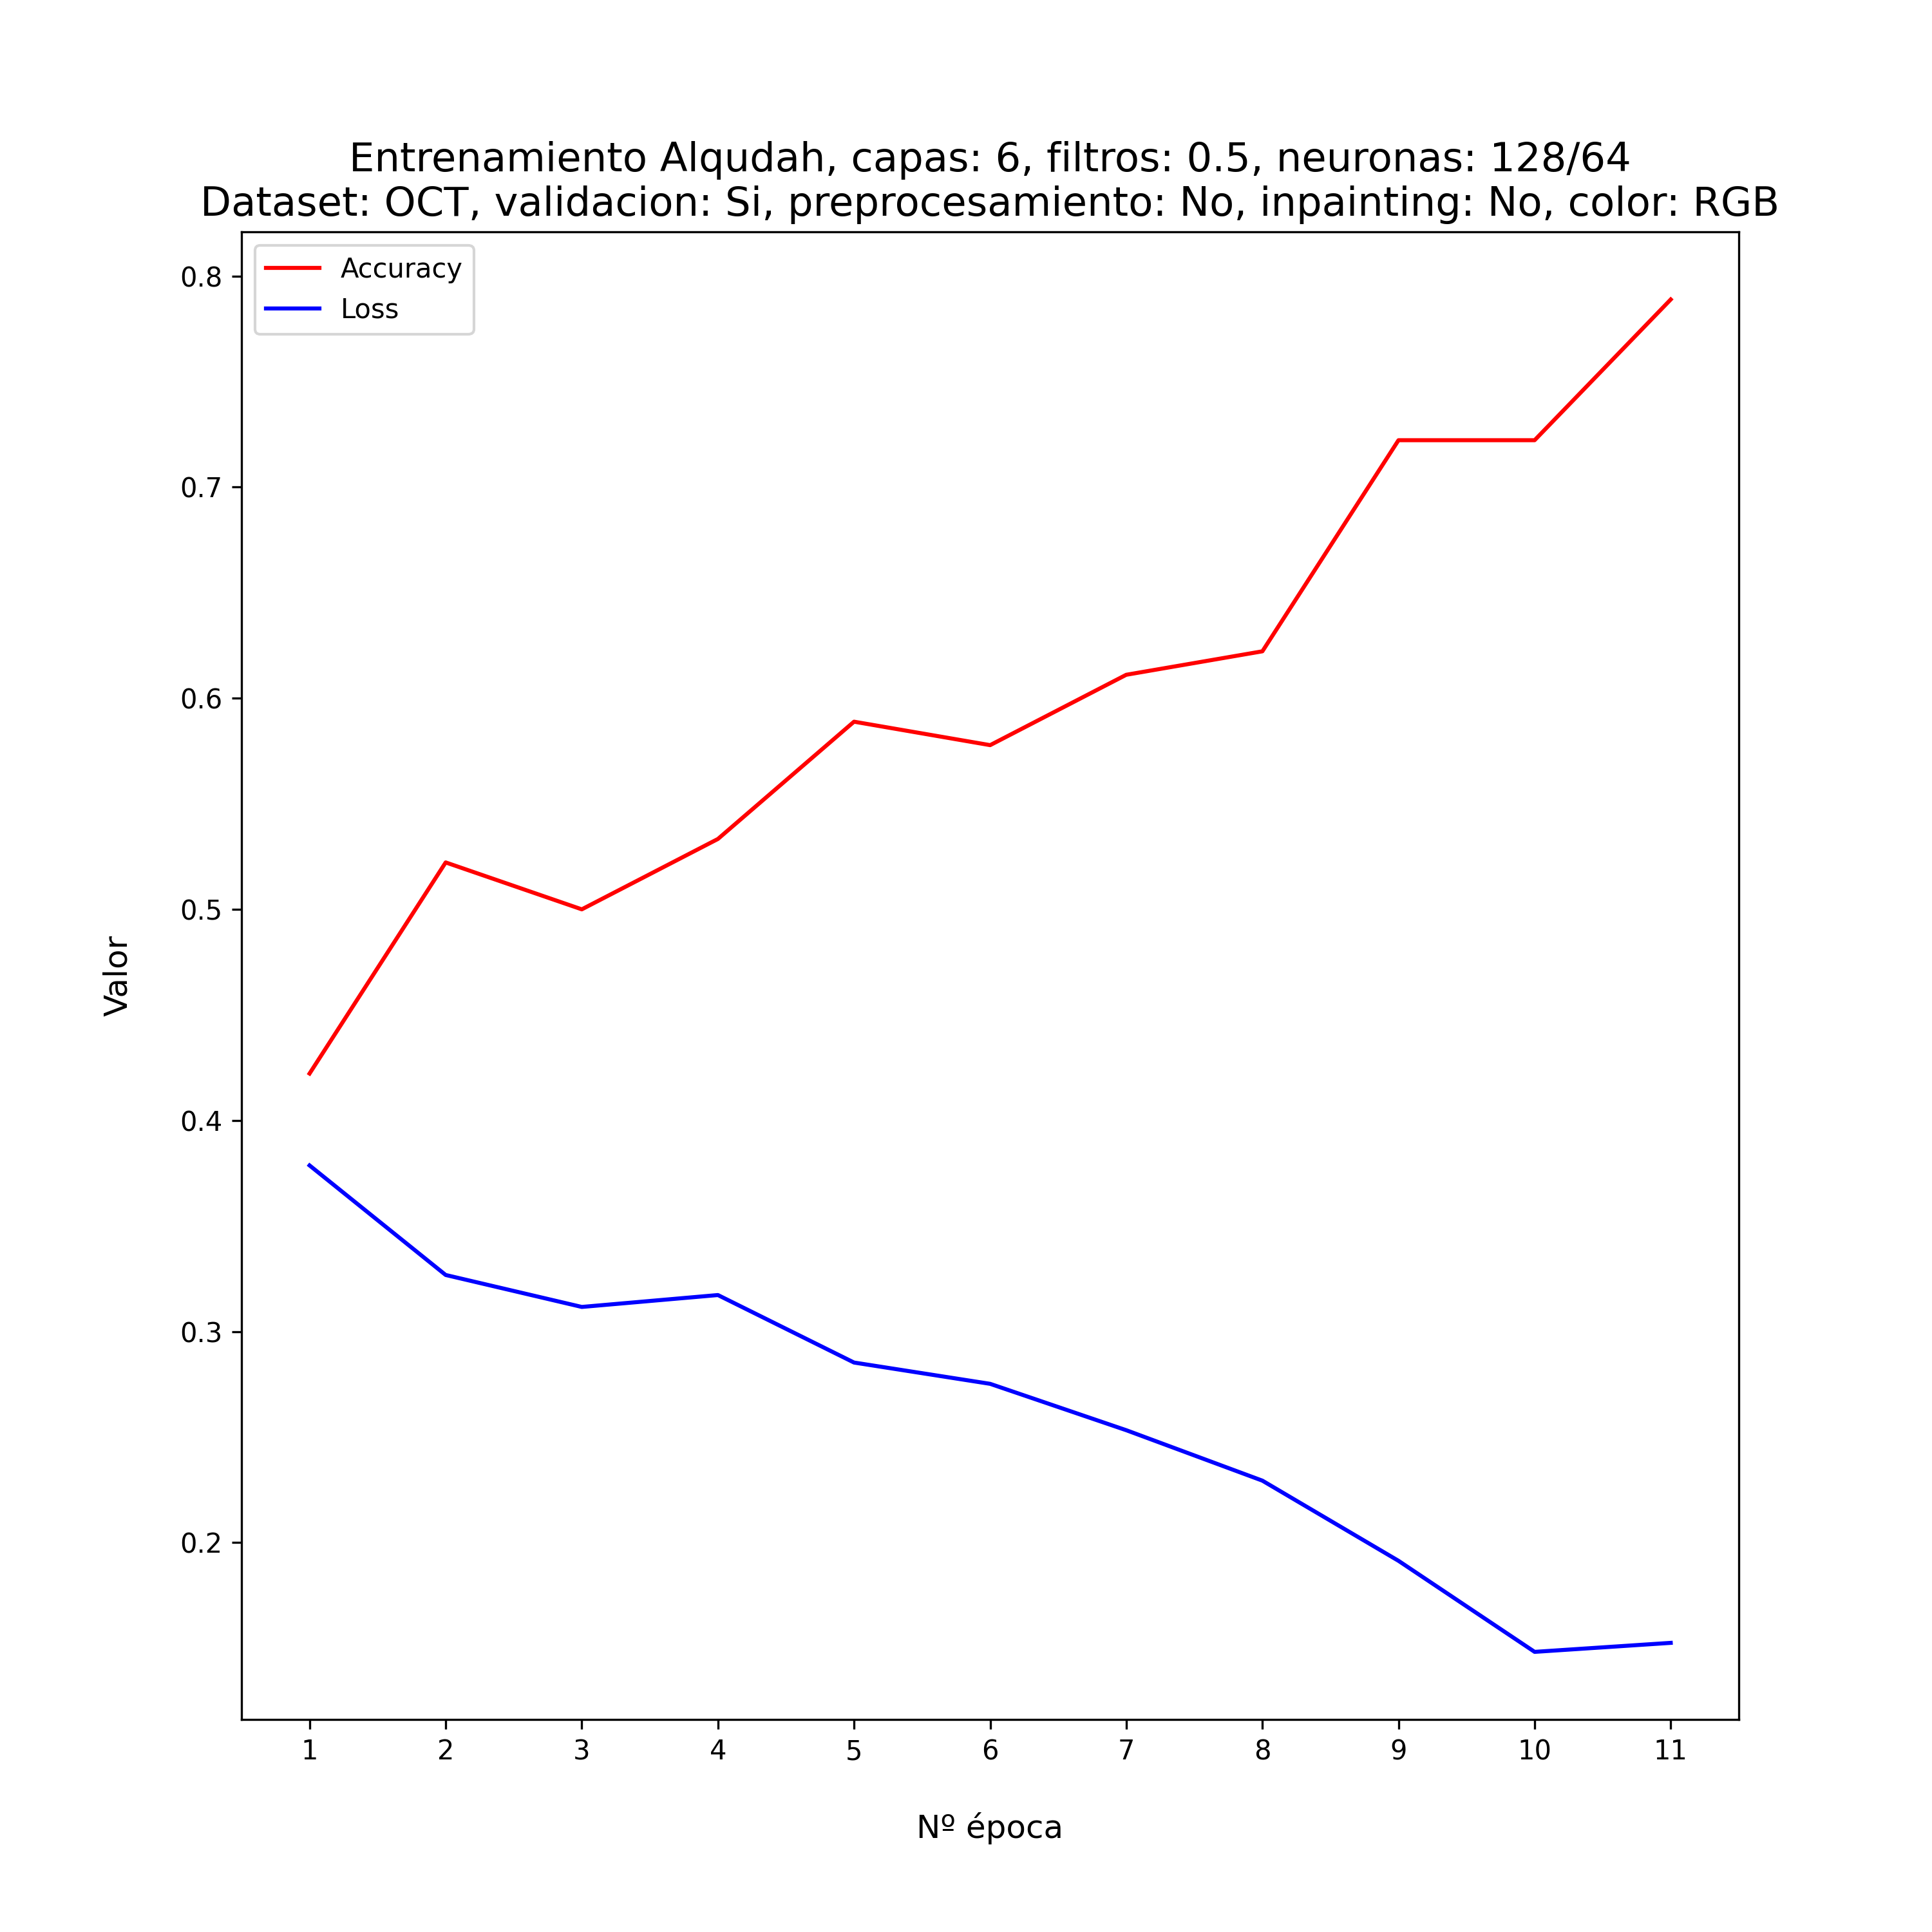 Entrenamiento Alqudah, capas: 6, filtros: 0.5, neuronas: 128/64
Dataset: OCT, validacion: Si, preprocesamiento: No, inpainting: No, color: RGB
Accuracy
Loss
0.8
0.7
0.6
0.5
0.4
0.3
0.2
Valor
1 2 3 4 5 6 7 8 9 10 11
Nº época